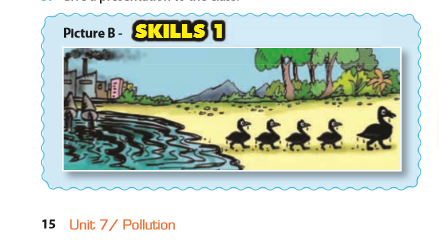 Picture B - SKILLS 1
15 Unit 7/ Pollution